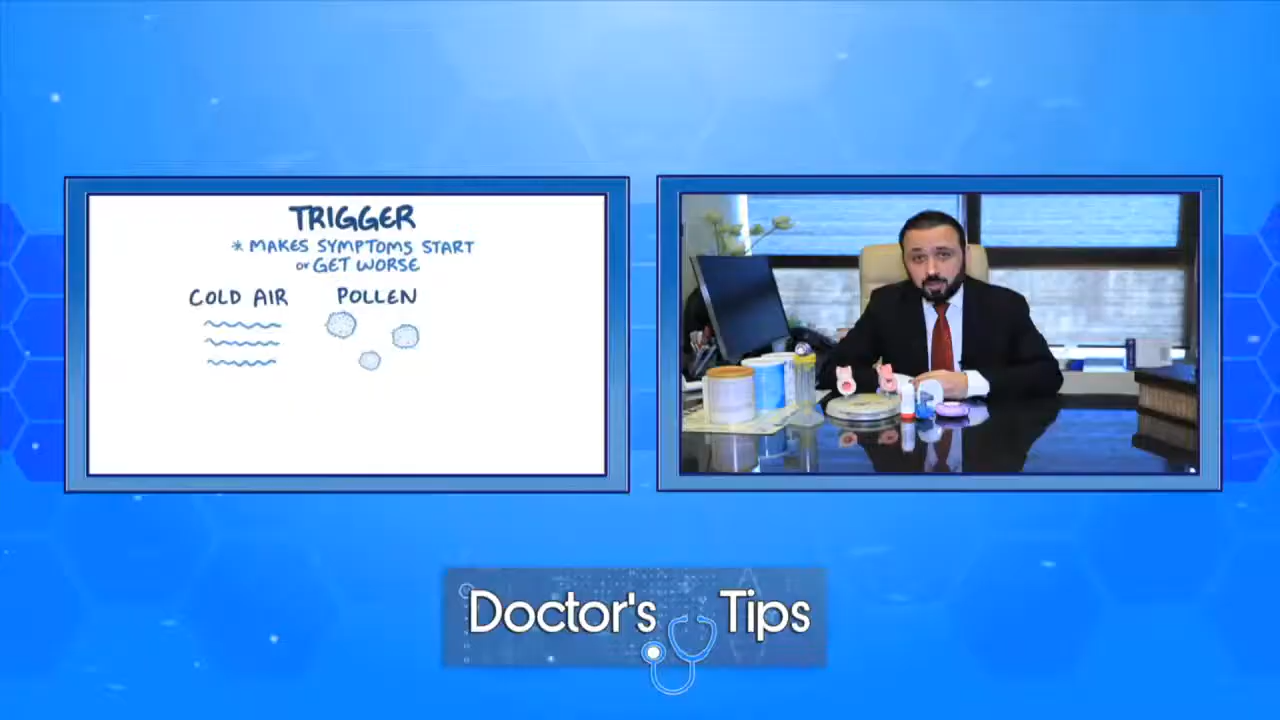 TRIGGER
* MAKES SYMPTOMS START
or GET WORSE
COLD AIR POLLEN
Doctor's Tips